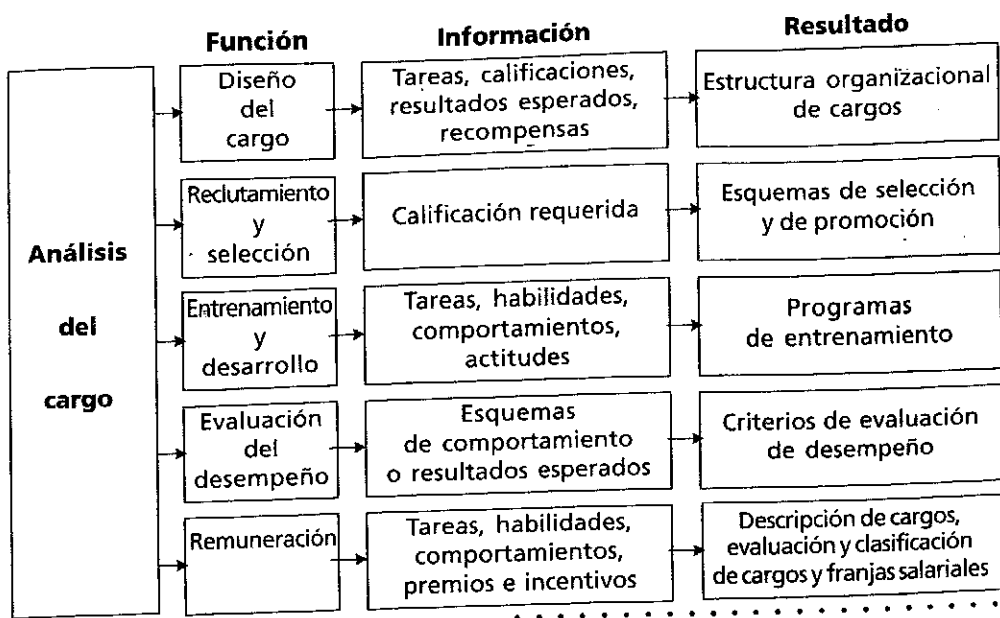 Función
Información
Resultado
Análisis
del
cargo
Diseño
del
cargo
Tareas, calificaciones,
resultados esperados,
recompensas
Estructura organizacional
de cargos
Reclutamiento
y
selección
Calificación requerida
Esquemas de selección
y de promoción
Entrenamiento
y
desarrollo
Tareas, habilidades,
comportamientos,
actitudes
Programas
de entrenamiento
Evaluación
del
desempeño
Esquemas
de comportamiento
o resultados esperados
Criterios de evaluación
de desempeño
Remuneración
Tareas, habilidades,
comportamientos,
premios e incentivos
Descripción de cargos,
evaluación y clasificación
de cargos y franjas salariales